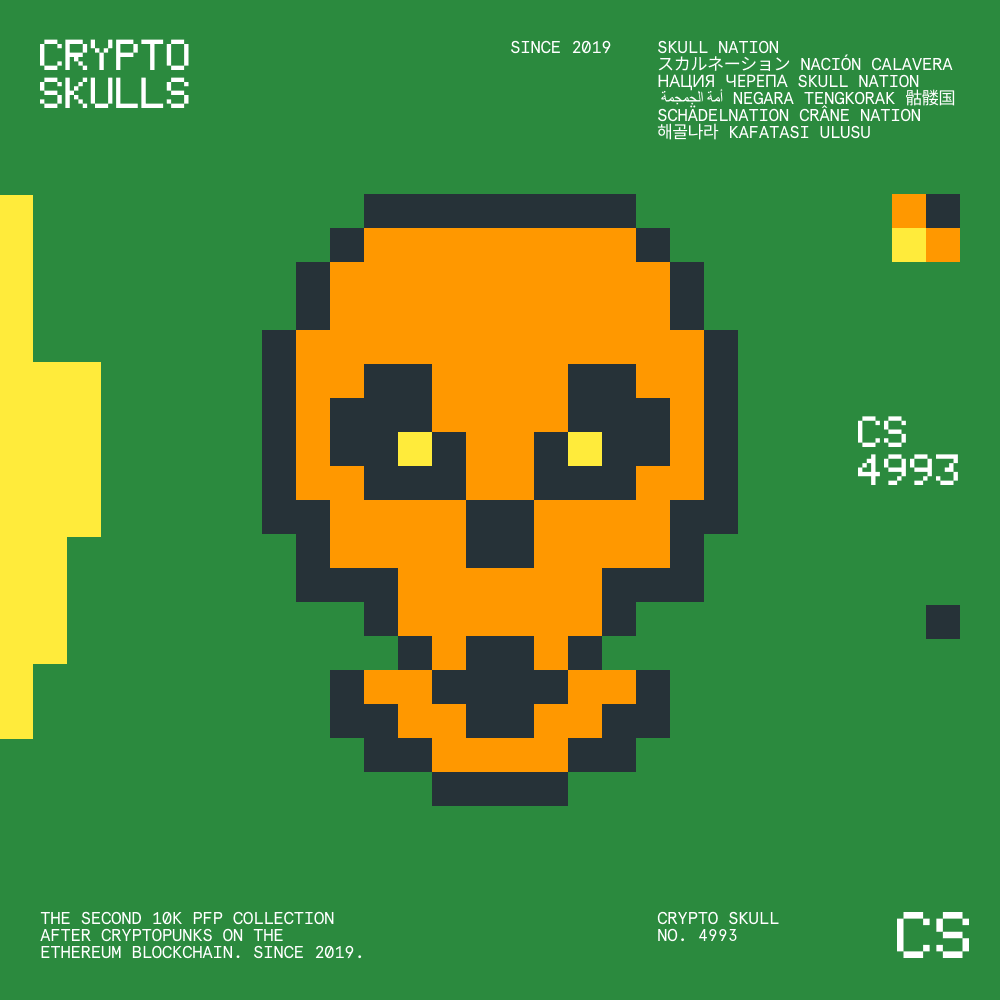 CRYPTO
SKULLS
SINCE 2019
SKULL NATION
スカルネーション NACIÓN CALAVERA
НАЦИЯ ЧЕРЕПА SKULL NATION
أمة الجمجمة NEGARA TENGKORAK 骷髅国
SCHÄDELNATION CRÂNE NATION
해골나라 KAFATASI ULUSU
CS
4993
THE SECOND 10K PFP COLLECTION
AFTER CRYPTOPUNKS ON THE
ETHEREUM BLOCKCHAIN. SINCE 2019.
CRYPTO SKULL
NO. 4993
CS